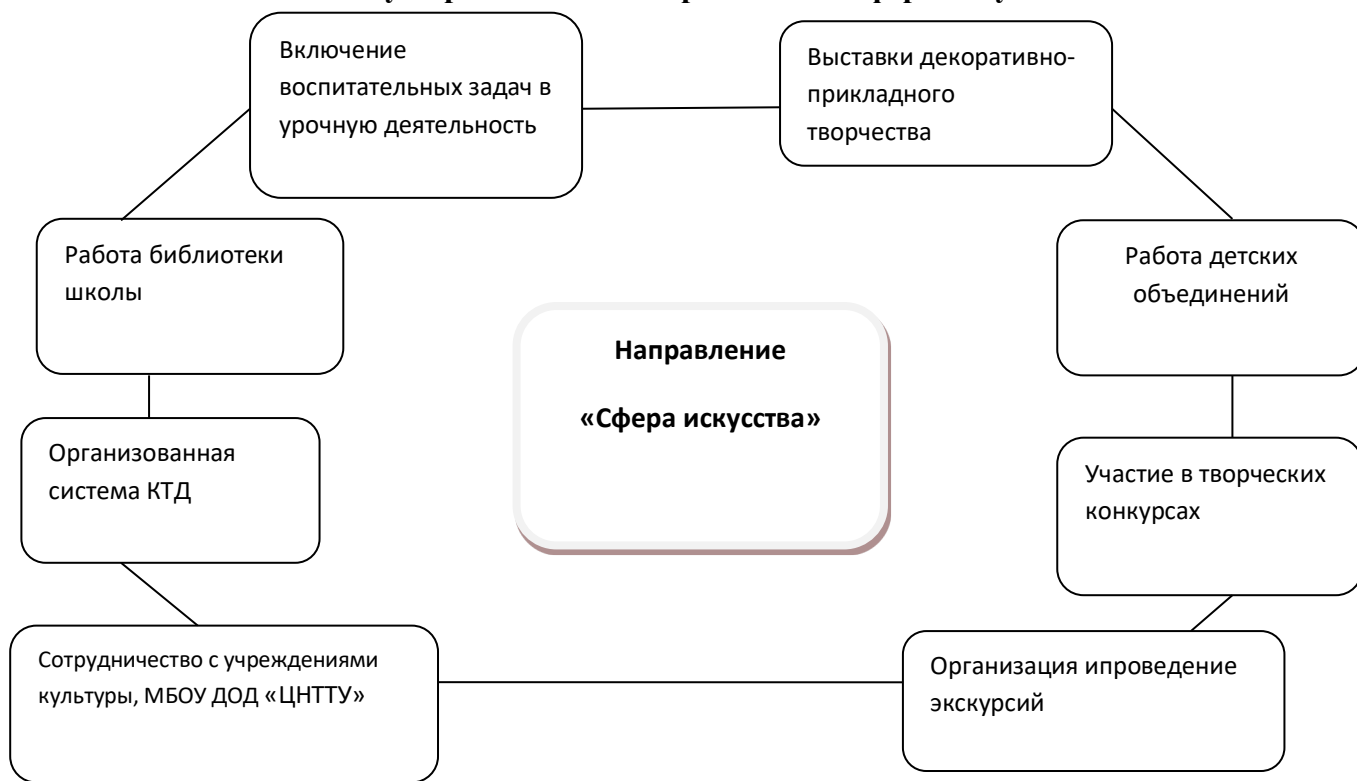 Включение
воспитательных задач в
урочную деятельность
Выставки декоративно-
прикладного
творчества
Работа библиотеки
школы
Работа детских
объединений
Направление
«Сфера искусства»
Организованная
система КТД
Участие в творческих
конкурсах
Сотрудничество с учреждениями
культуры, МБОУ ДОД «ЦНТТУ»
Организация ипроведение
экскурсий